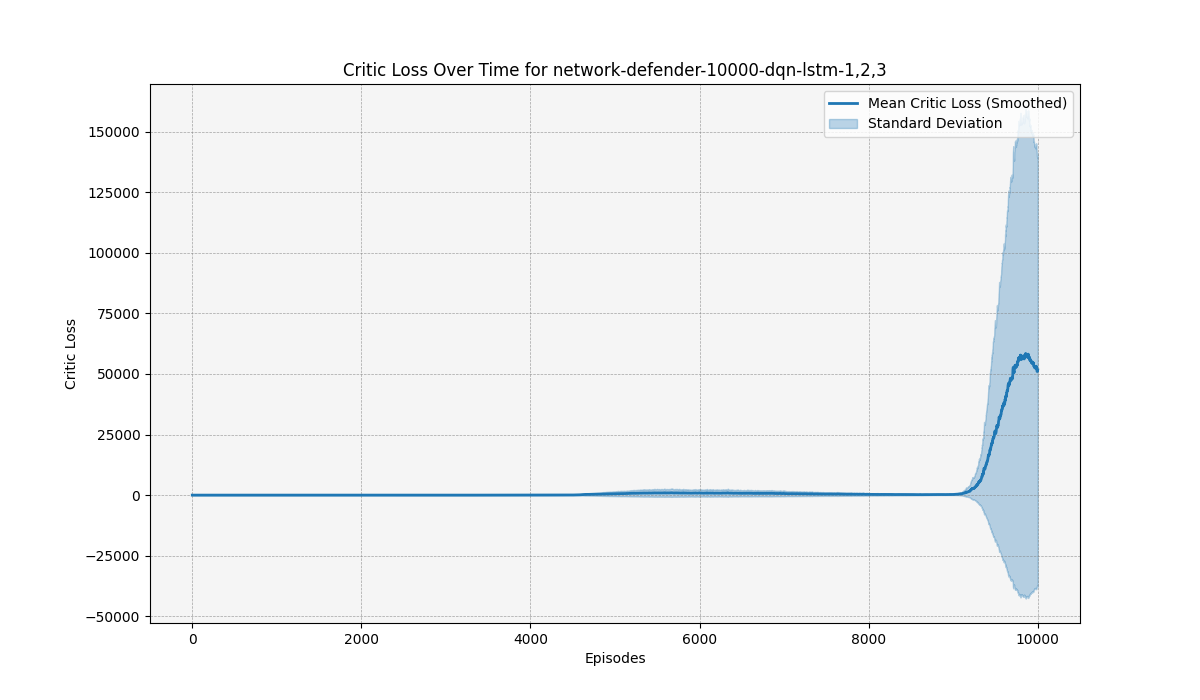 Critic Loss Over Time for network-defender-10000-dqn-lstm-1,2,3
Mean Critic Loss (Smoothed)
Standard Deviation
150000
125000
100000
75000
50000
25000
0
−25000
−50000
Critic Loss
0 2000 4000 6000 8000 10000
Episodes